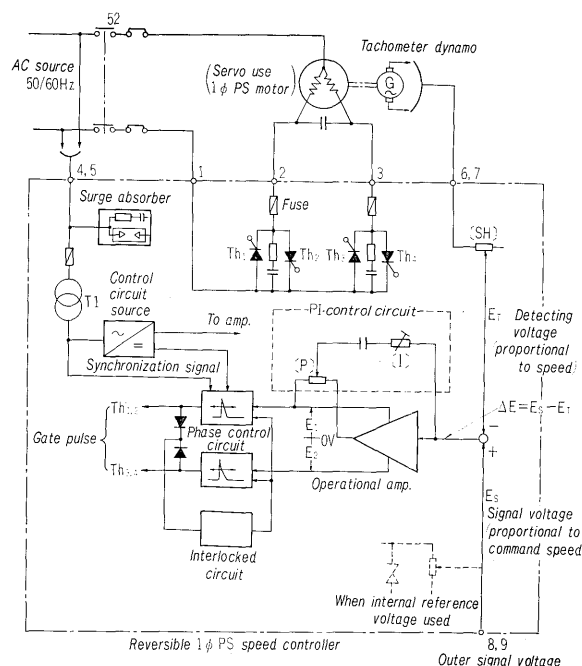 52
AC source
50/60Hz
(Servo use
1ϕ PS motor)
Tachometer dynamo
G
4,5
1
2
3
6,7
Surge absorber
Fuse
(SH)
Th1
Th2
Th3
Th4
T1
Control
circuit
source
To amp.
PI-control circuit
ET
Detecting
voltage
(proportional
to speed)
Synchronization signal
(P)
(I)
Th1,2
Gate pulse
Th3,4
Phase control
circuit
E1
0V
E2
Operational amp.
ΔE=ES−ET
−
+
ES
Signal voltage
(proportional to
command speed)
Interlocked
circuit
When internal reference
voltage used
Reversible 1ϕ PS speed controller
8,9
Outer signal voltage